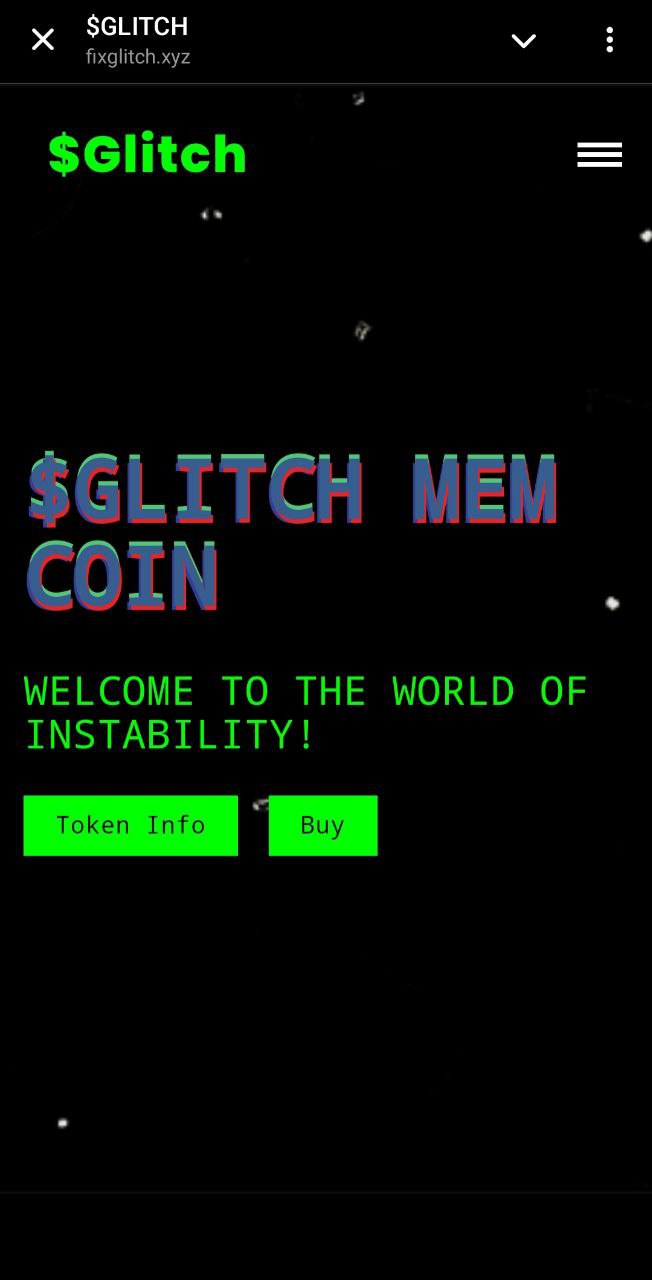 $GLITCH
fixglitch.xyz
$Glitch
$GLITCH MEM
COIN
WELCOME TO THE WORLD OF
INSTABILITY!
Token Info
Buy